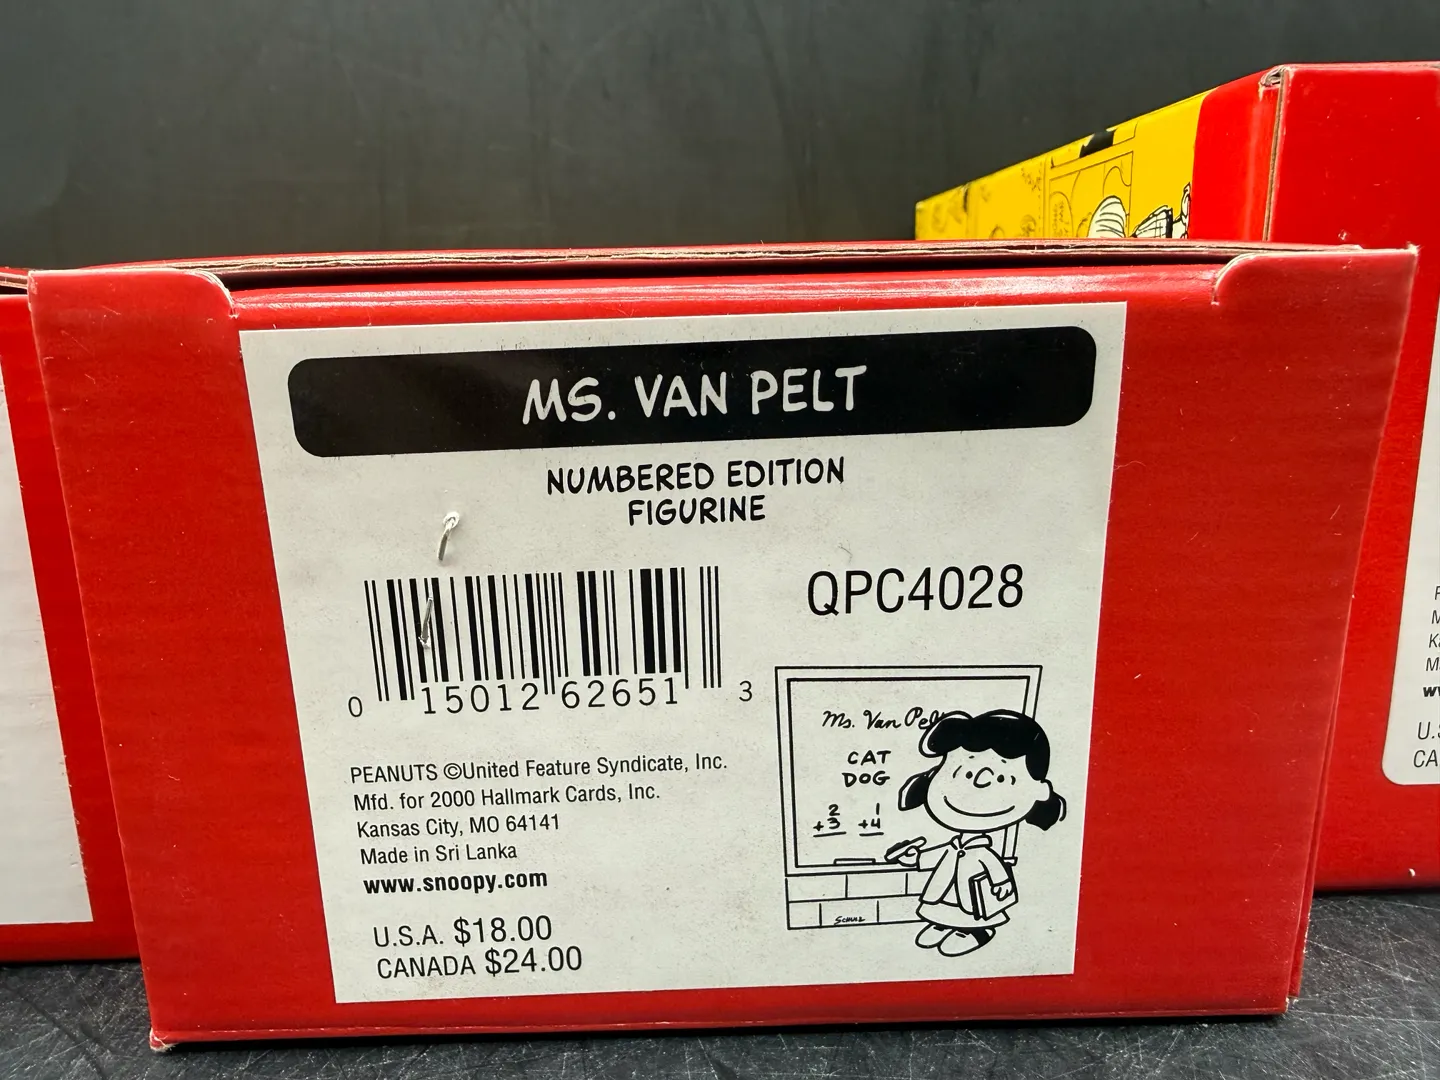 MS. VAN PELT
NUMBERED EDITION
FIGURINE
QPC4028
0 15012 62651 3
PEANUTS ©United Feature Syndicate, Inc.
Mfd. for 2000 Hallmark Cards, Inc.
Kansas City, MO 64141
Made in Sri Lanka
www.snoopy.com
U.S.A. $18.00
CANADA $24.00
Ms. Van Pelt
CAT
DOG
2 1
+3 +4
SCHULZ
U.S
CA